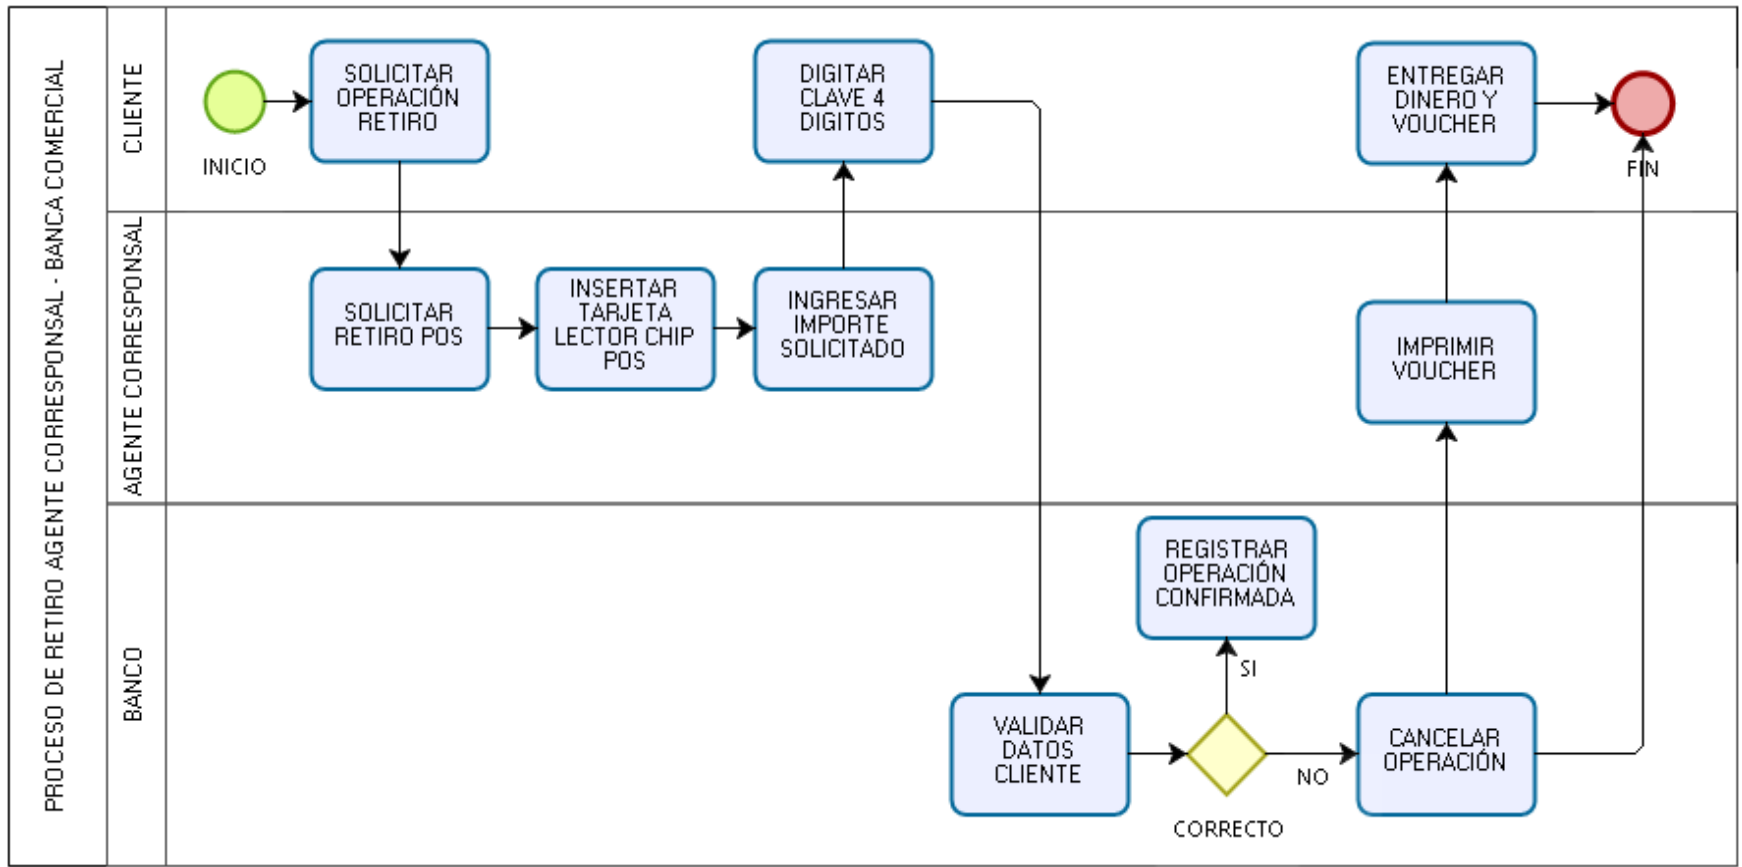 PROCESO DE RETIRO AGENTE CORRESPONSAL - BANCA COMERCIAL
CLIENTE
INICIO
SOLICITAR
OPERACIÓN
RETIRO
DIGITAR
CLAVE 4
DIGITOS
ENTREGAR
DINERO Y
VOUCHER
FIN
AGENTE CORRESPONSAL
SOLICITAR
RETIRO POS
INSERTAR
TARJETA
LECTOR CHIP
POS
INGRESAR
IMPORTE
SOLICITADO
IMPRIMIR
VOUCHER
BANCO
REGISTRAR
OPERACIÓN
CONFIRMADA
SI
VALIDAR
DATOS
CLIENTE
CORRECTO
NO
CANCELAR
OPERACIÓN